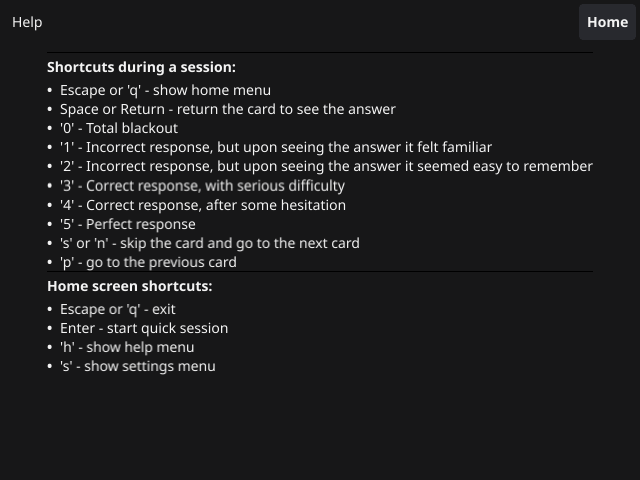 Help
Home
Shortcuts during a session:
• Escape or 'q' - show home menu
• Space or Return - return the card to see the answer
• '0' - Total blackout
• '1' - Incorrect response, but upon seeing the answer it felt familiar
• '2' - Incorrect response, but upon seeing the answer it seemed easy to remember
• '3' - Correct response, with serious difficulty
• '4' - Correct response, after some hesitation
• '5' - Perfect response
• 's' or 'n' - skip the card and go to the next card
• 'p' - go to the previous card
Home screen shortcuts:
• Escape or 'q' - exit
• Enter - start quick session
• 'h' - show help menu
• 's' - show settings menu